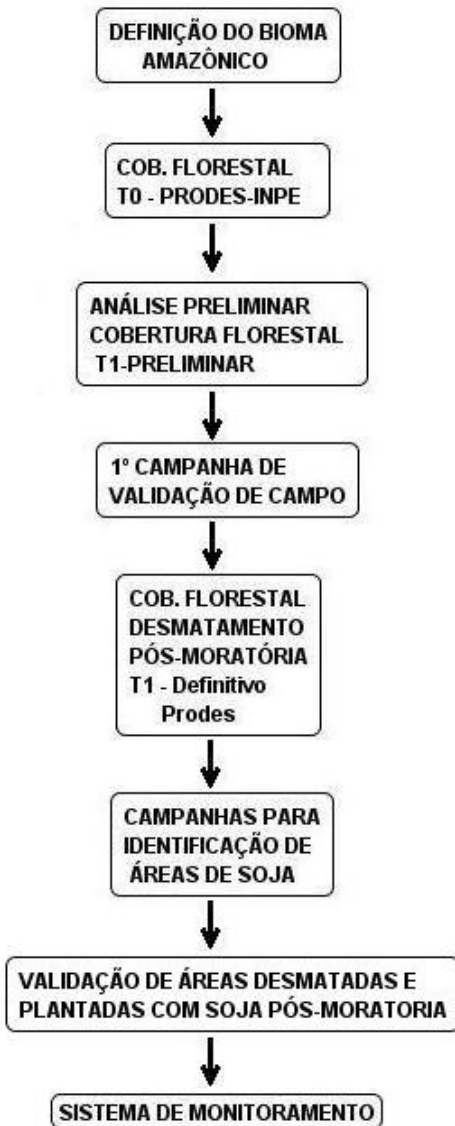 DEFINIÇÃO DO BIOMA
AMAZÔNICO
COB. FLORESTAL
T0 - PRODES-INPE
ANÁLISE PRELIMINAR
COBERTURA FLORESTAL
T1-PRELIMINAR
1º CAMPANHA DE
VALIDAÇÃO DE CAMPO
COB. FLORESTAL
DESMATAMENTO
PÓS-MORATÓRIA
T1 - Definitivo
Prodes
CAMPANHAS PARA
IDENTIFICAÇÃO DE
ÁREAS DE SOJA
VALIDAÇÃO DE ÁREAS DESMATADAS E
PLANTADAS COM SOJA PÓS-MORATORIA
SISTEMA DE MONITORAMENTO